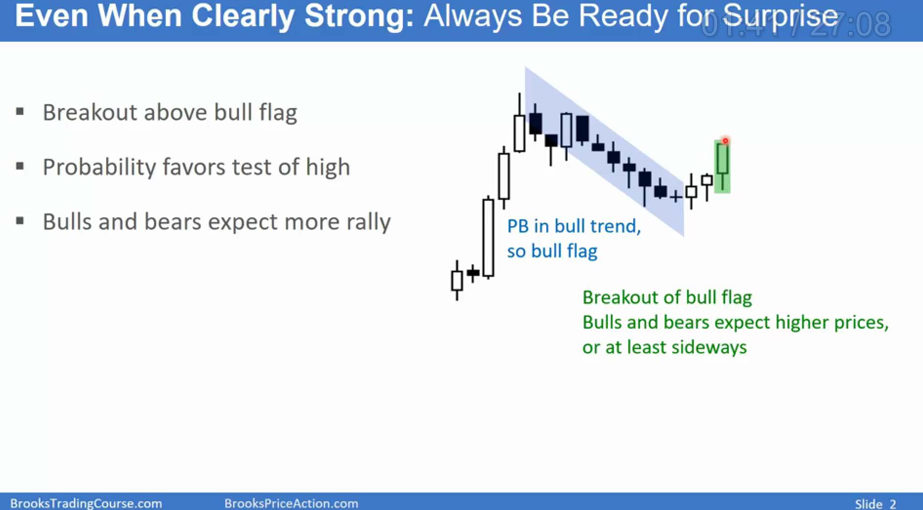 Even When Clearly Strong: Always Be Ready for Surprise
01:41 / 27:08
▪ Breakout above bull flag
▪ Probability favors test of high
▪ Bulls and bears expect more rally
PB in bull trend,
so bull flag
Breakout of bull flag
Bulls and bears expect higher prices,
or at least sideways
BrooksTradingCourse.com
BrooksPriceAction.com
Slide 2